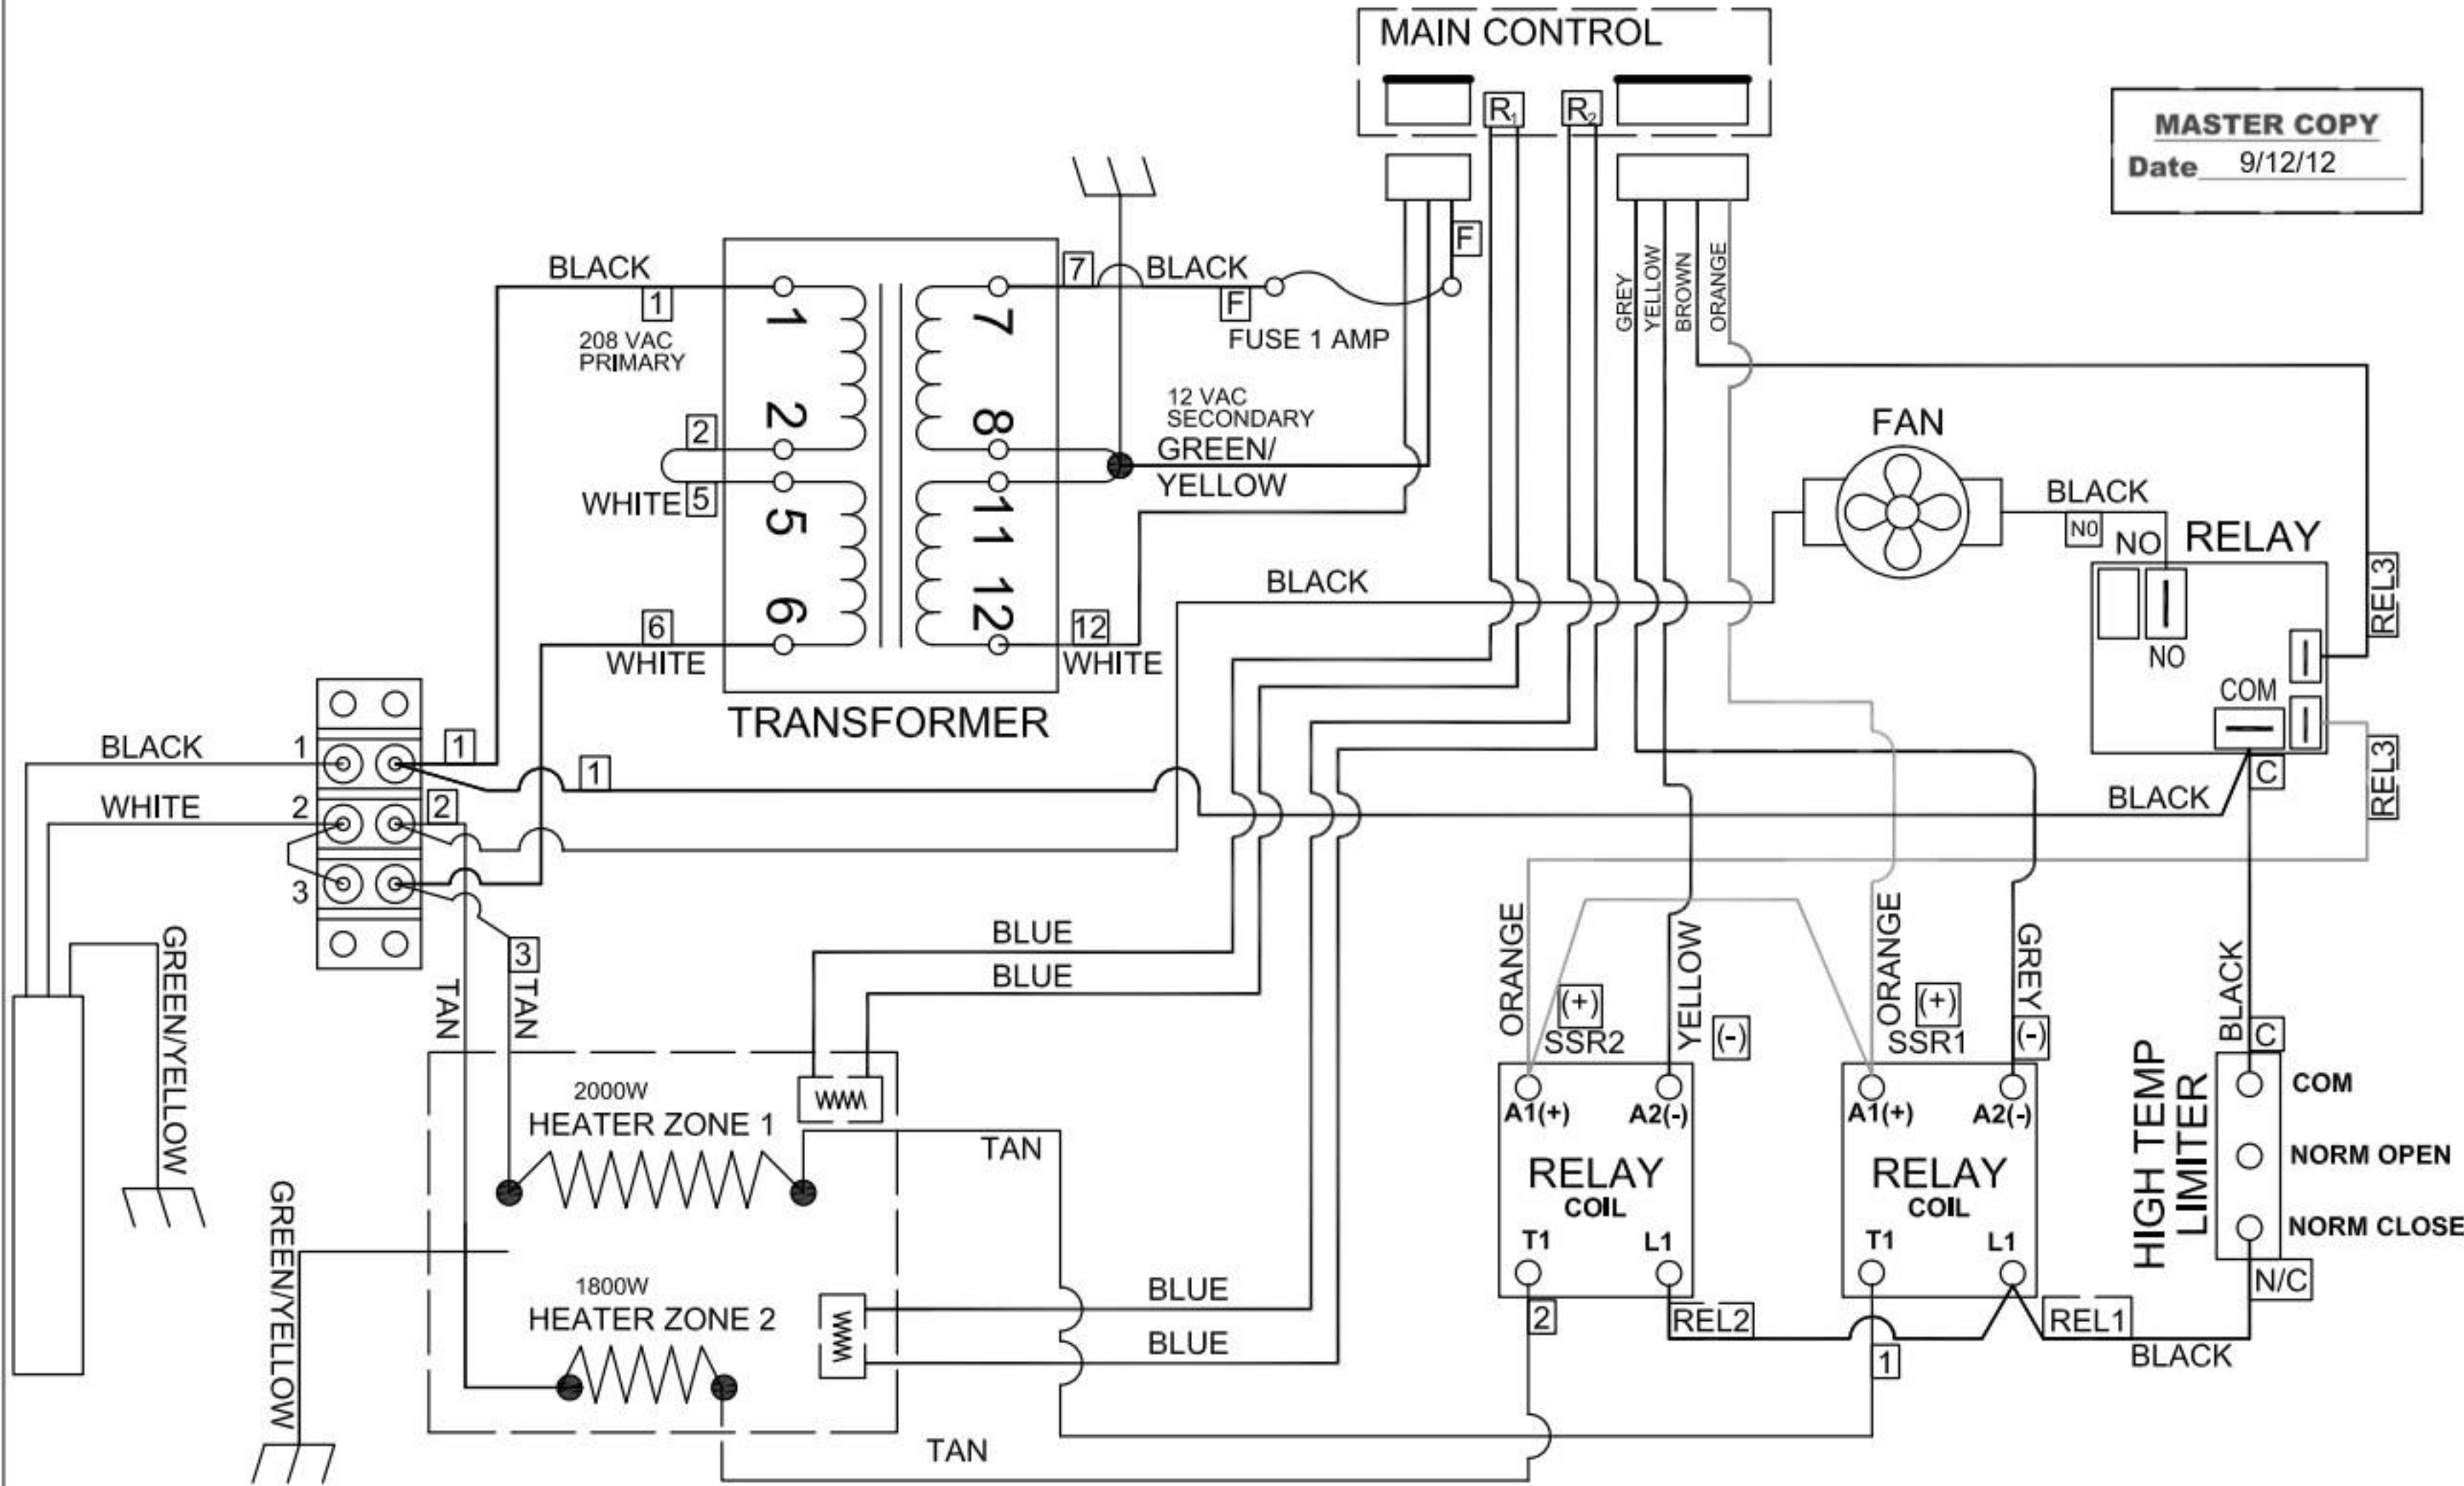 MAIN CONTROL
R1
R2
MASTER COPY
Date 9/12/12
F
BLACK
1
208 VAC
PRIMARY
1
2
2
WHITE 5
5
6
6
WHITE
7
8
11
12
7
BLACK
F
FUSE 1 AMP
12 VAC
SECONDARY
GREEN/
YELLOW
12
WHITE
TRANSFORMER
GREY
YELLOW
BROWN
ORANGE
FAN
BLACK
N0
NO
RELAY
NO
COM
REL3
REL3
C
BLACK
BLACK
BLACK
WHITE
1
2
3
1
1
2
3
TAN
TAN
GREEN/YELLOW
GREEN/YELLOW
BLUE
BLUE
2000W
HEATER ZONE 1
TAN
1800W
HEATER ZONE 2
BLUE
BLUE
TAN
ORANGE
(+)
SSR2
YELLOW
(-)
A1(+)
A2(-)
RELAY
COIL
T1
L1
2
REL2
ORANGE
(+)
SSR1
GREY
(-)
A1(+)
A2(-)
RELAY
COIL
T1
L1
1
REL1
BLACK
BLACK
C
HIGH TEMP
LIMITER
COM
NORM OPEN
NORM CLOSE
N/C